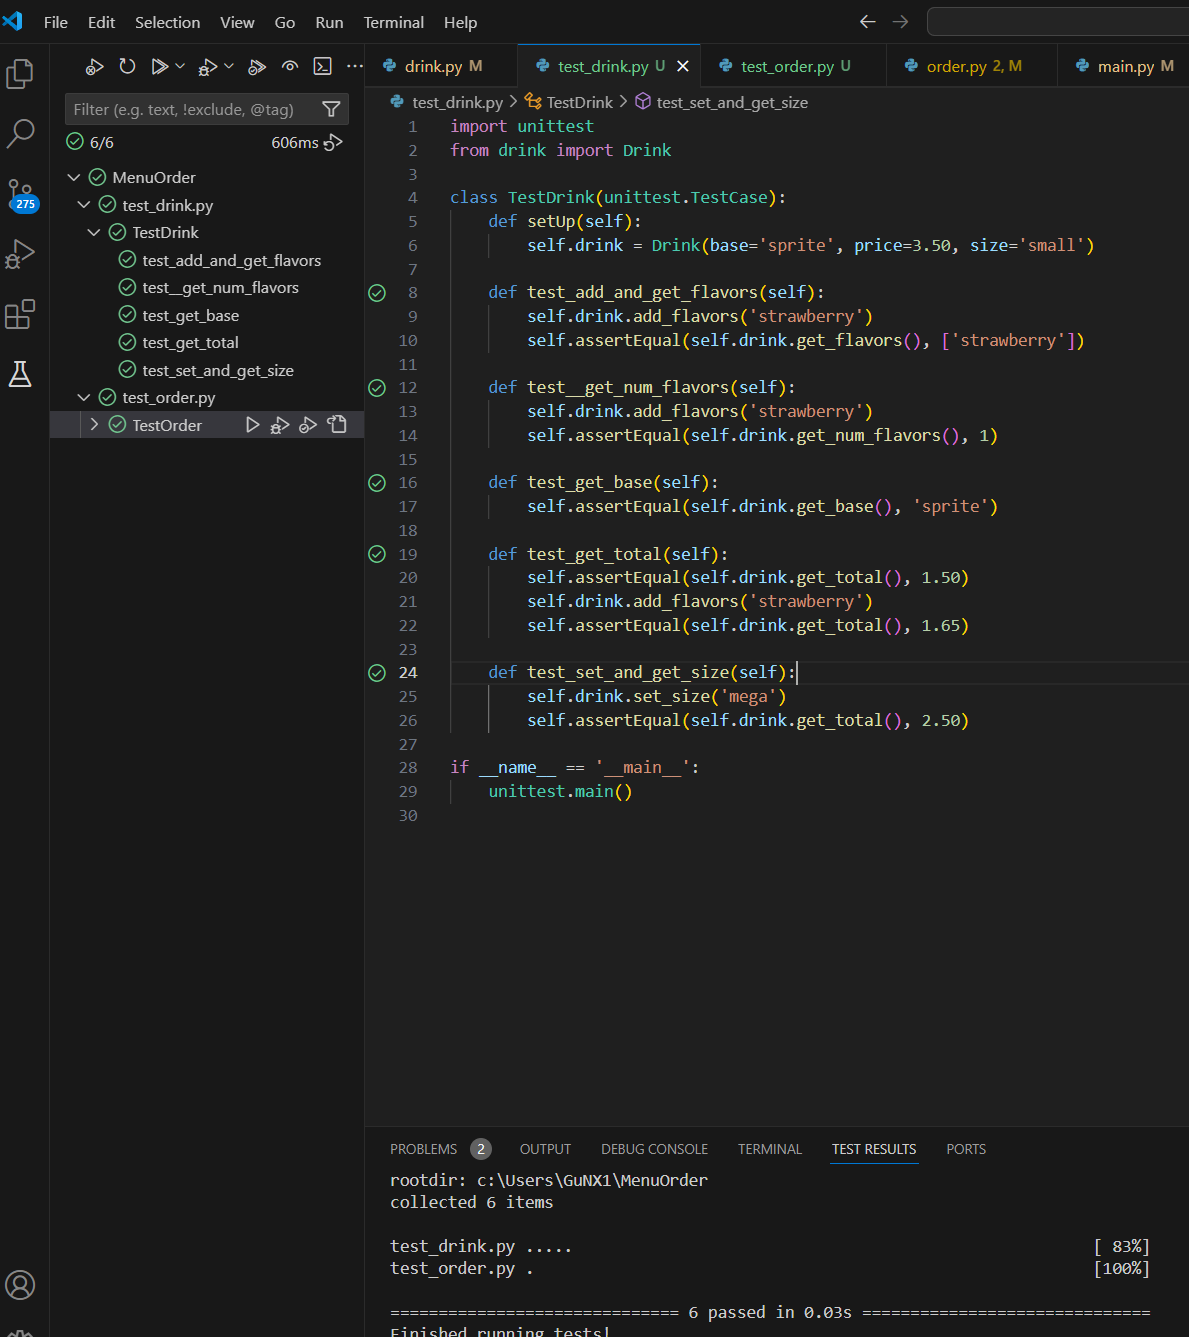 File Edit Selection View Go Run Terminal Help
drink.py M
test_drink.py U
test_order.py U
order.py 2, M
main.py M
Filter (e.g. text, !exclude, @tag)
6/6 606ms
275
MenuOrder
test_drink.py
TestDrink
test_add_and_get_flavors
test__get_num_flavors
test_get_base
test_get_total
test_set_and_get_size
test_order.py
TestOrder
test_drink.py > TestDrink > test_set_and_get_size
1 import unittest
2 from drink import Drink
3
4 class TestDrink(unittest.TestCase):
5 def setUp(self):
6 self.drink = Drink(base='sprite', price=3.50, size='small')
7
8 def test_add_and_get_flavors(self):
9 self.drink.add_flavors('strawberry')
10 self.assertEqual(self.drink.get_flavors(), ['strawberry'])
11
12 def test__get_num_flavors(self):
13 self.drink.add_flavors('strawberry')
14 self.assertEqual(self.drink.get_num_flavors(), 1)
15
16 def test_get_base(self):
17 self.assertEqual(self.drink.get_base(), 'sprite')
18
19 def test_get_total(self):
20 self.assertEqual(self.drink.get_total(), 1.50)
21 self.drink.add_flavors('strawberry')
22 self.assertEqual(self.drink.get_total(), 1.65)
23
24 def test_set_and_get_size(self):
25 self.drink.set_size('mega')
26 self.assertEqual(self.drink.get_total(), 2.50)
27
28 if __name__ == '__main__':
29 unittest.main()
30
PROBLEMS 2 OUTPUT DEBUG CONSOLE TERMINAL TEST RESULTS PORTS
rootdir: c:\Users\GuNX1\MenuOrder
collected 6 items
test_drink.py ..... [ 83%]
test_order.py . [100%]
============================== 6 passed in 0.03s ==============================
Finished running tests!